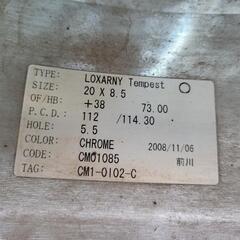 TYPE: LOXARNY Tempest
SIZE: 20 X 8.5
OF/HB: +38 73.00
P.C.D.: 112 /114.30
HOLE: 5.5
COLOR: CHROME 2008/11/06
CODE: CM01085 前川
TAG: CM1-0102-C